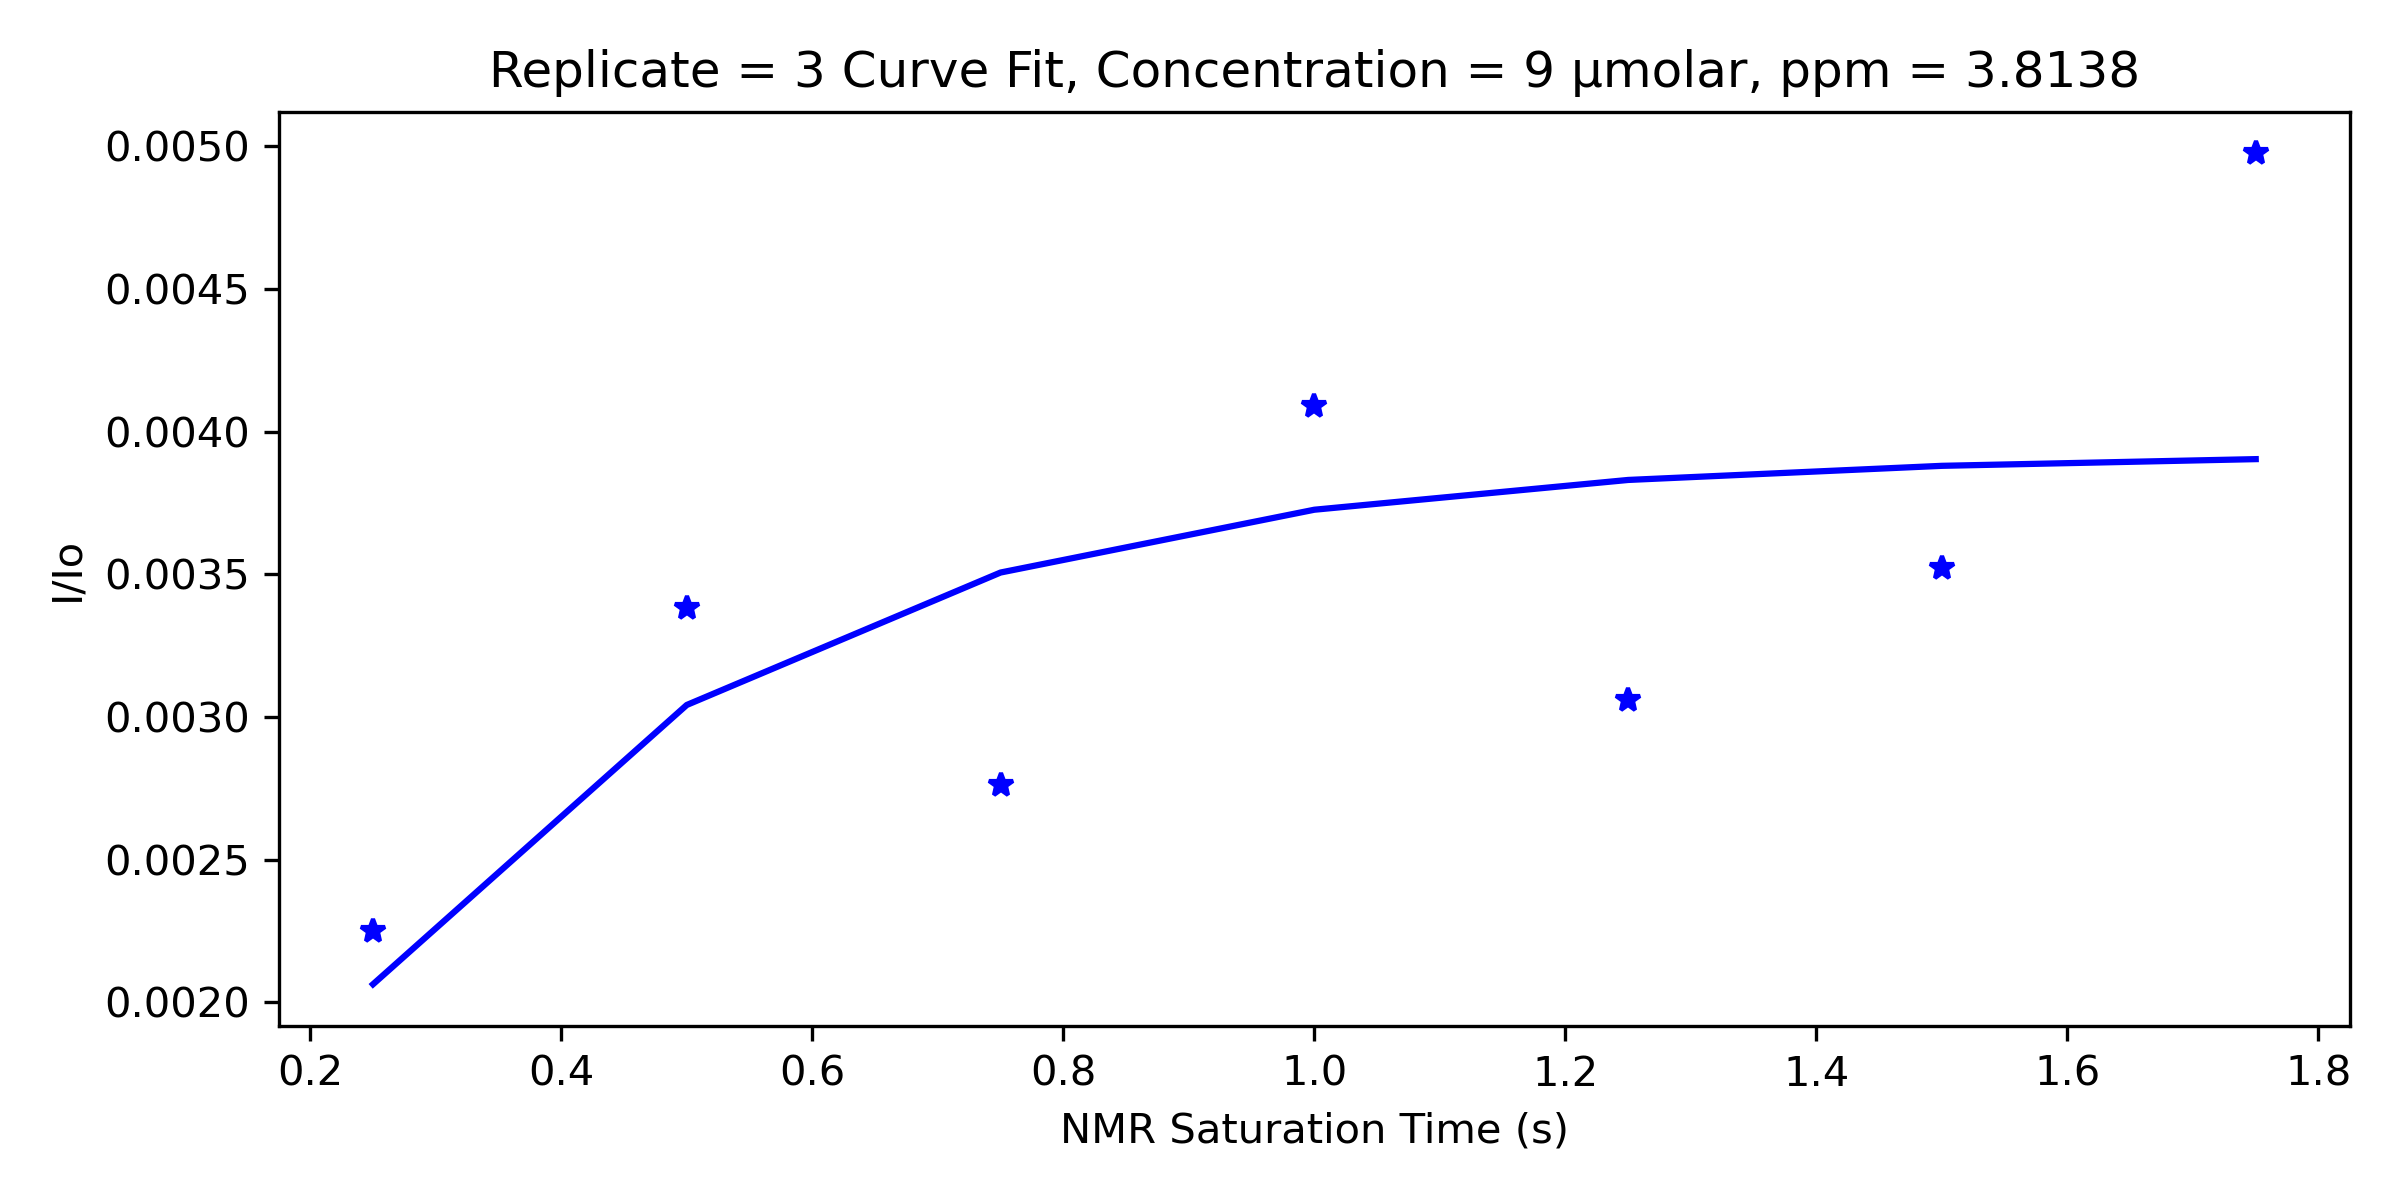 Replicate = 3 Curve Fit, Concentration = 9 µmolar, ppm = 3.8138
0.0050
0.0045
0.0040
0.0035
0.0030
0.0025
0.0020
I/Io
0.2 0.4 0.6 0.8 1.0 1.2 1.4 1.6 1.8
NMR Saturation Time (s)